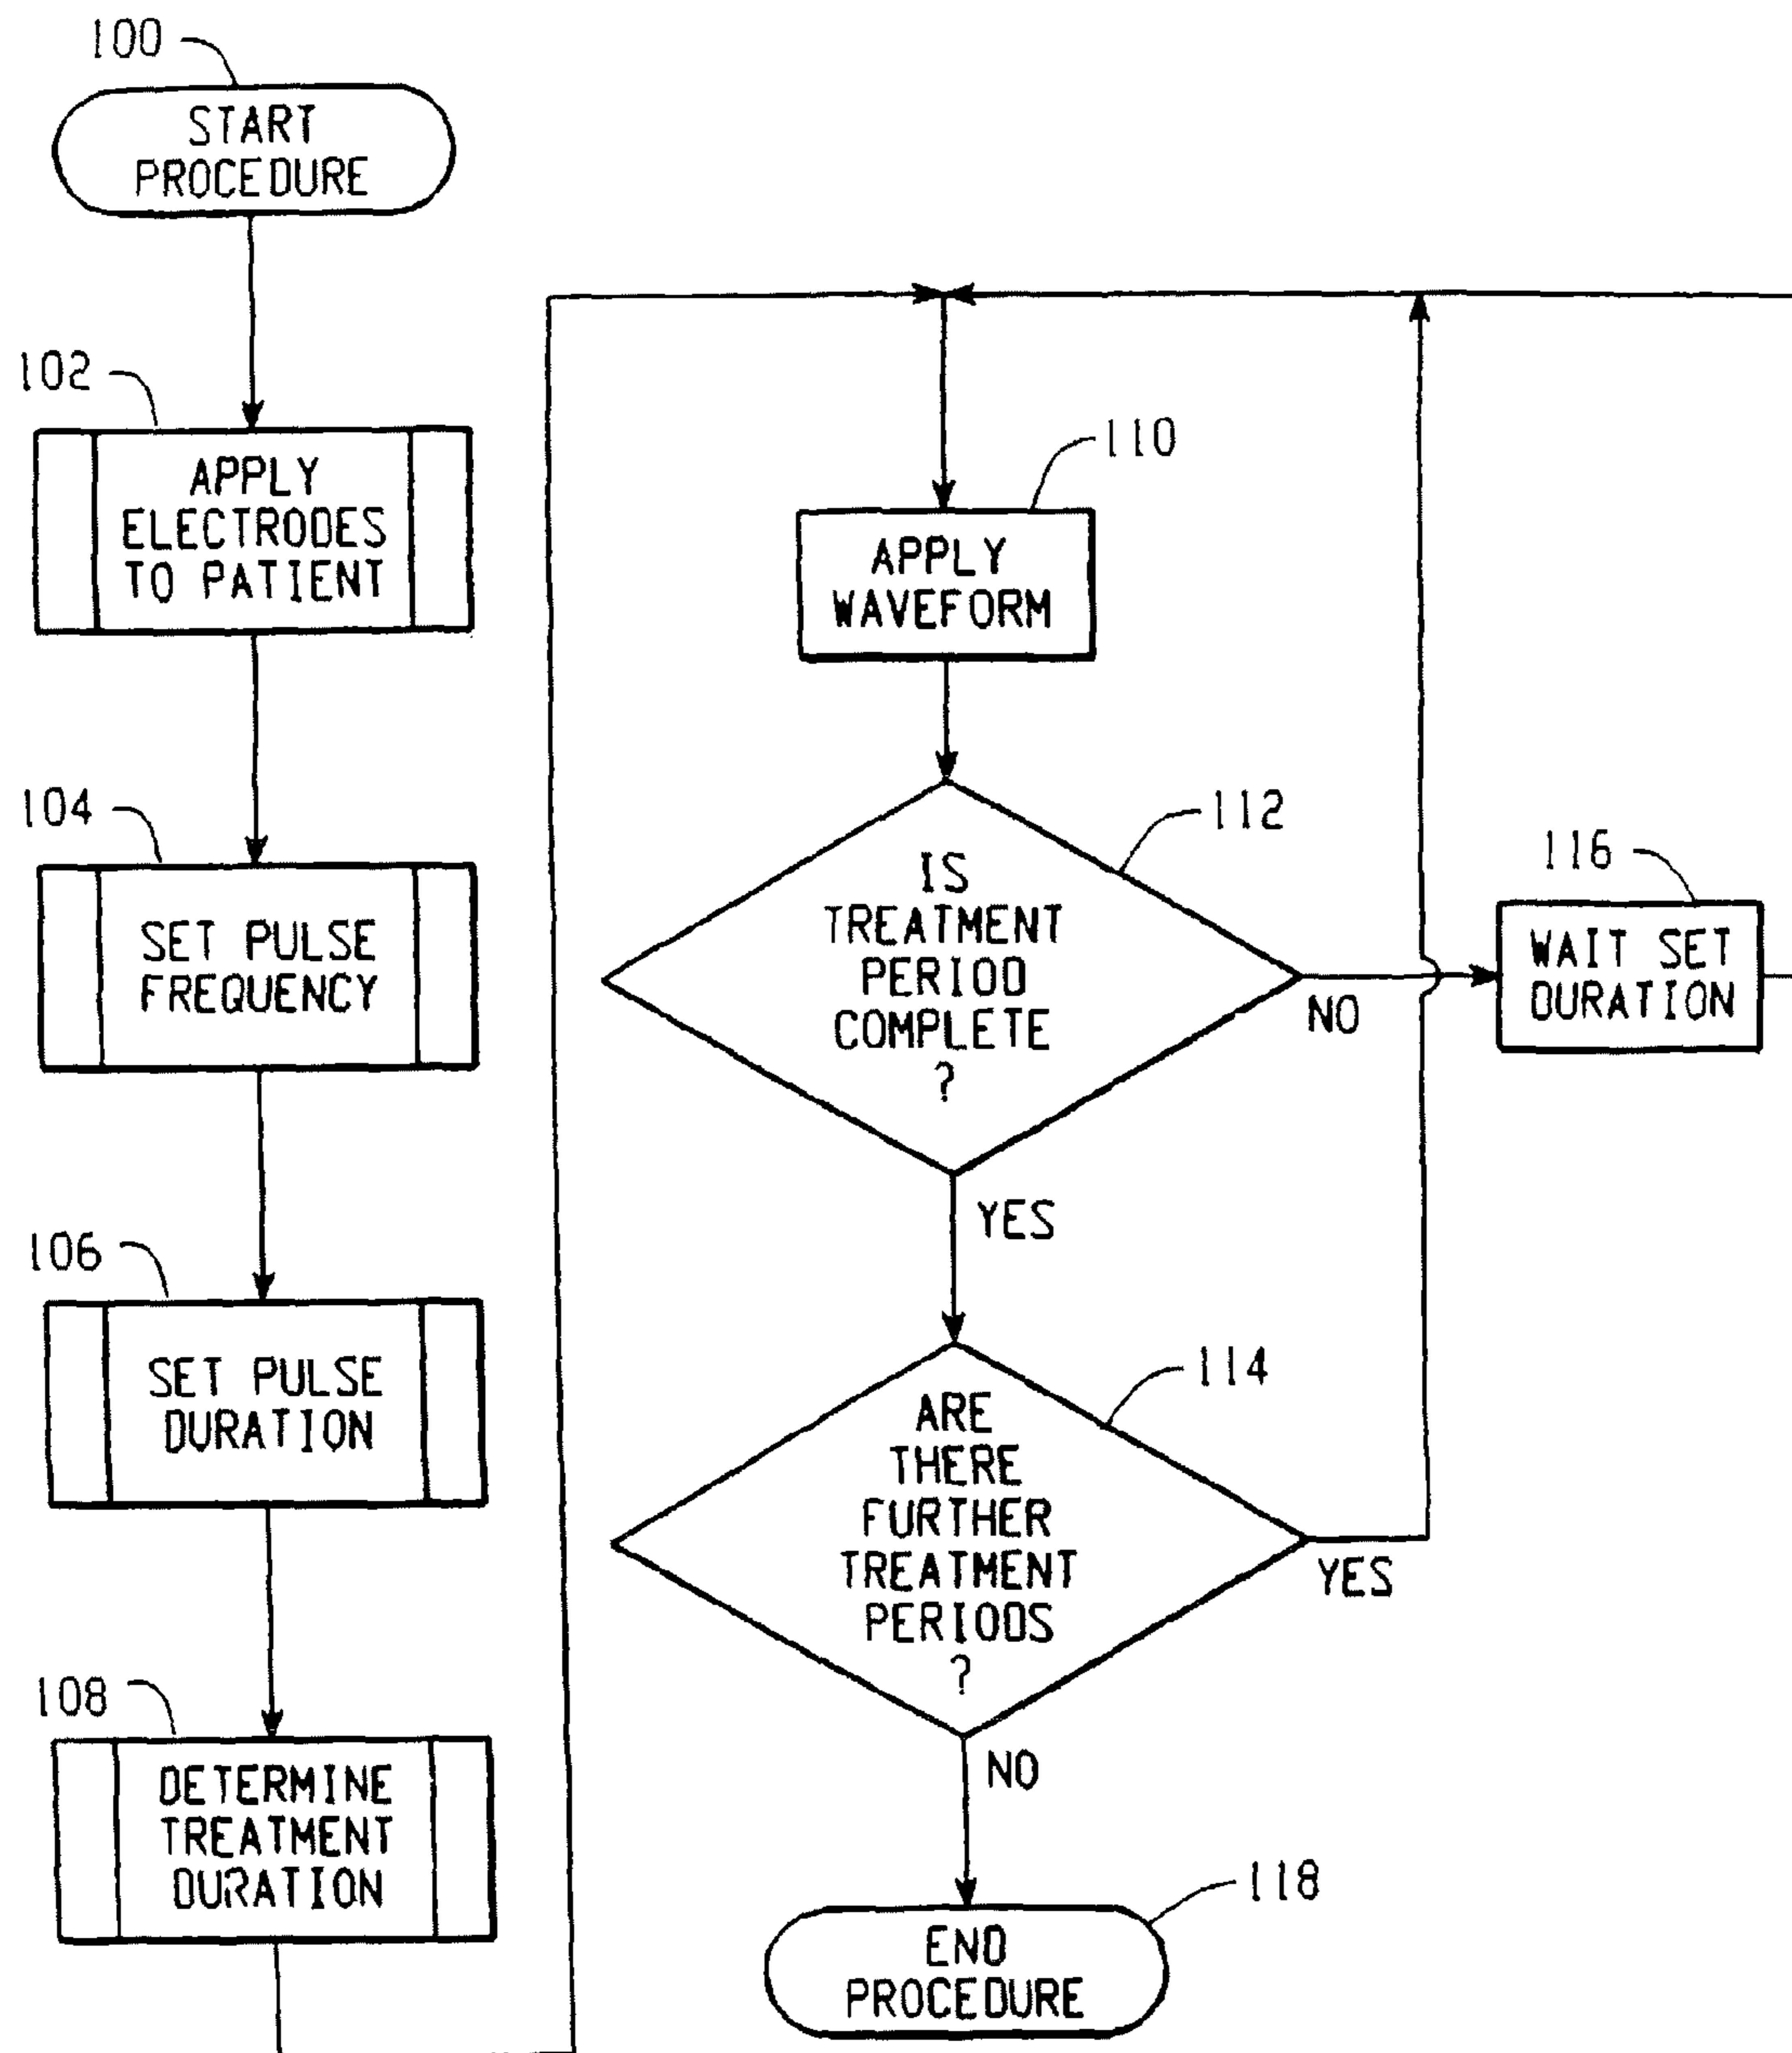 100
START
PROCEDURE
102
APPLY
ELECTRODES
TO PATIENT
104
SET PULSE
FREQUENCY
106
SET PULSE
DURATION
108
DETERMINE
TREATMENT
DURATION
110
APPLY
WAVEFORM
112
IS
TREATMENT
PERIOD
COMPLETE
?
NO
116
WAIT SET
DURATION
YES
114
ARE
THERE
FURTHER
TREATMENT
PERIODS
?
YES
NO
118
END
PROCEDURE